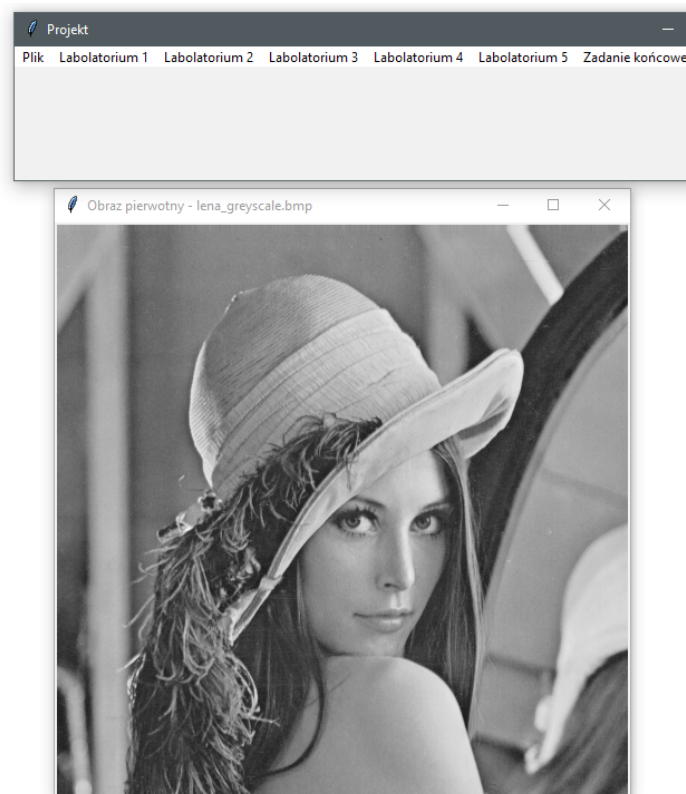 Projekt
Plik Labolatorium 1 Labolatorium 2 Labolatorium 3 Labolatorium 4 Labolatorium 5 Zadanie końcowe
Obraz pierwotny - lena_greyscale.bmp